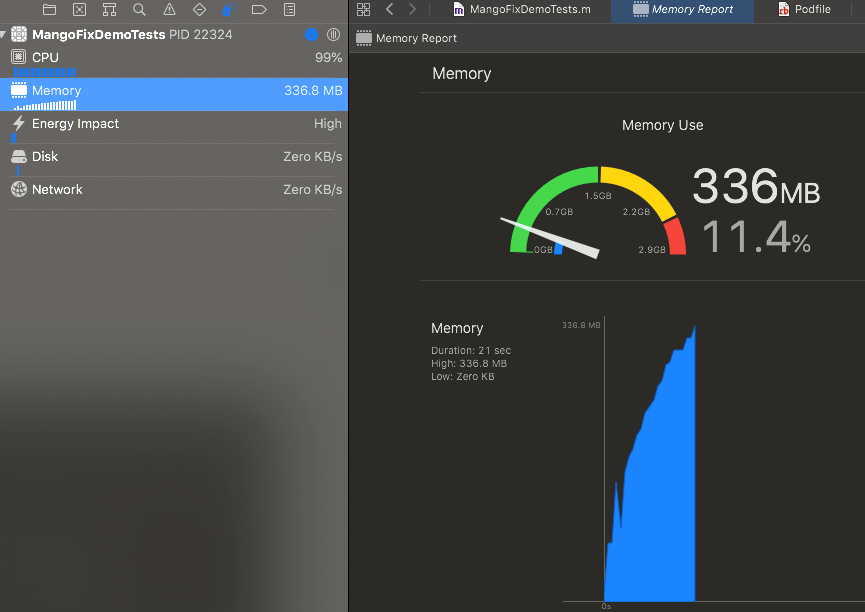 MangoFixDemoTests PID 22324
CPU 99%
Memory 336.8 MB
Energy Impact High
Disk Zero KB/s
Network Zero KB/s
MangoFixDemoTests.m Memory Report Podfile
Memory Report
Memory
Memory Use
0GB
0.7GB
1.5GB
2.2GB
2.9GB
336MB
11.4%
Memory
Duration: 21 sec
High: 336.8 MB
Low: Zero KB
336.8 MB
0s